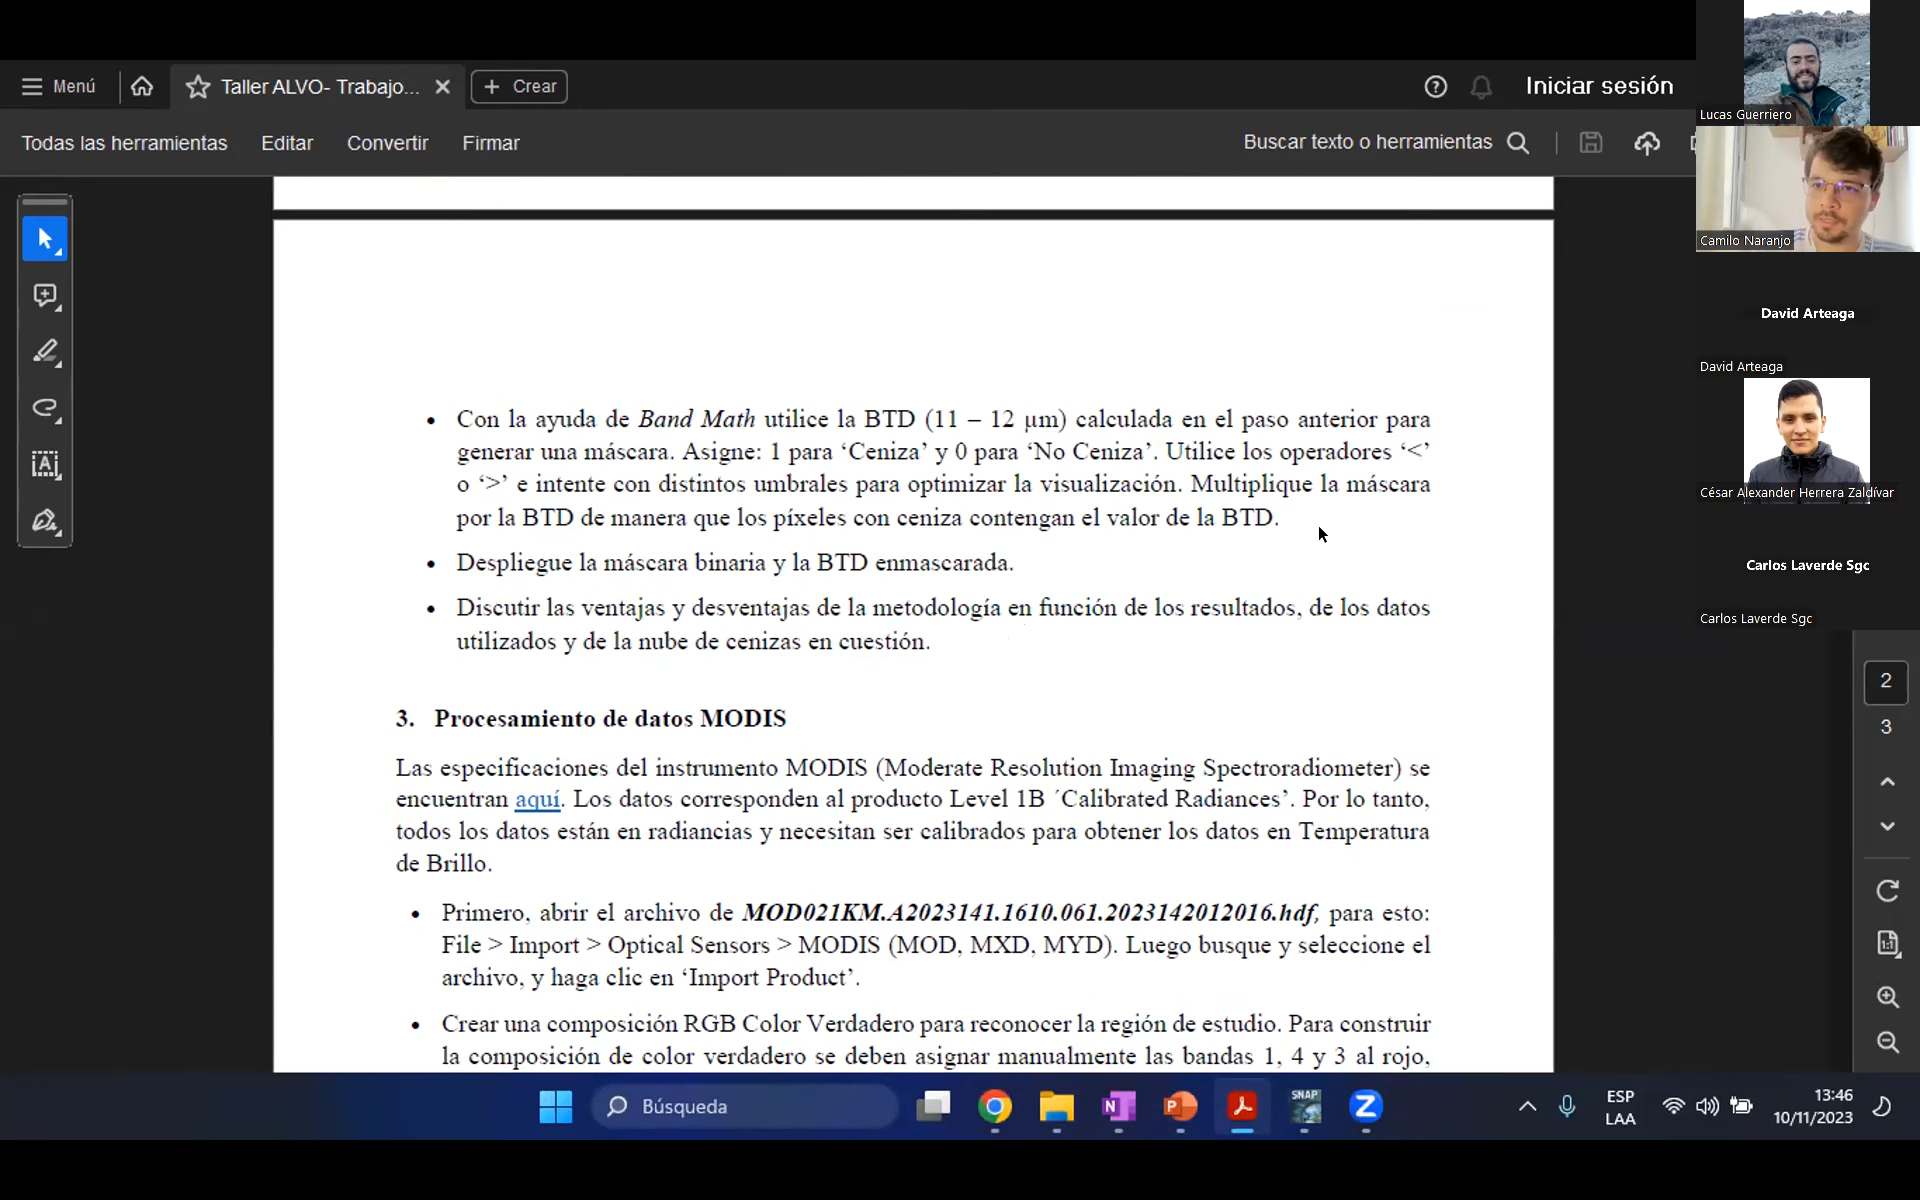 Menú
Taller ALVO- Trabajo...
Crear
Iniciar sesión
Todas las herramientas
Editar
Convertir
Firmar
Buscar texto o herramientas
• Con la ayuda de Band Math utilice la BTD (11 – 12 µm) calculada en el paso anterior para
generar una máscara. Asigne: 1 para ‘Ceniza’ y 0 para ‘No Ceniza’. Utilice los operadores ‘<’
o ‘>’ e intente con distintos umbrales para optimizar la visualización. Multiplique la máscara
por la BTD de manera que los píxeles con ceniza contengan el valor de la BTD.
• Despliegue la máscara binaria y la BTD enmascarada.
• Discutir las ventajas y desventajas de la metodología en función de los resultados, de los datos
utilizados y de la nube de cenizas en cuestión.
3. Procesamiento de datos MODIS
Las especificaciones del instrumento MODIS (Moderate Resolution Imaging Spectroradiometer) se
encuentran aquí. Los datos corresponden al producto Level 1B ´Calibrated Radiances’. Por lo tanto,
todos los datos están en radiancias y necesitan ser calibrados para obtener los datos en Temperatura
de Brillo.
• Primero, abrir el archivo de MOD021KM.A2023141.1610.061.2023142012016.hdf, para esto:
File > Import > Optical Sensors > MODIS (MOD, MXD, MYD). Luego busque y seleccione el
archivo, y haga clic en ‘Import Product’.
• Crear una composición RGB Color Verdadero para reconocer la región de estudio. Para construir
la composición de color verdadero se deben asignar manualmente las bandas 1, 4 y 3 al rojo,
Lucas Guerriero
Camilo Naranjo
David Arteaga
David Arteaga
César Alexander Herrera Zaldívar
Carlos Laverde Sgc
Carlos Laverde Sgc
2
3
1:1
Búsqueda
N
P
SNAP
Z
ESP
LAA
13:46
10/11/2023